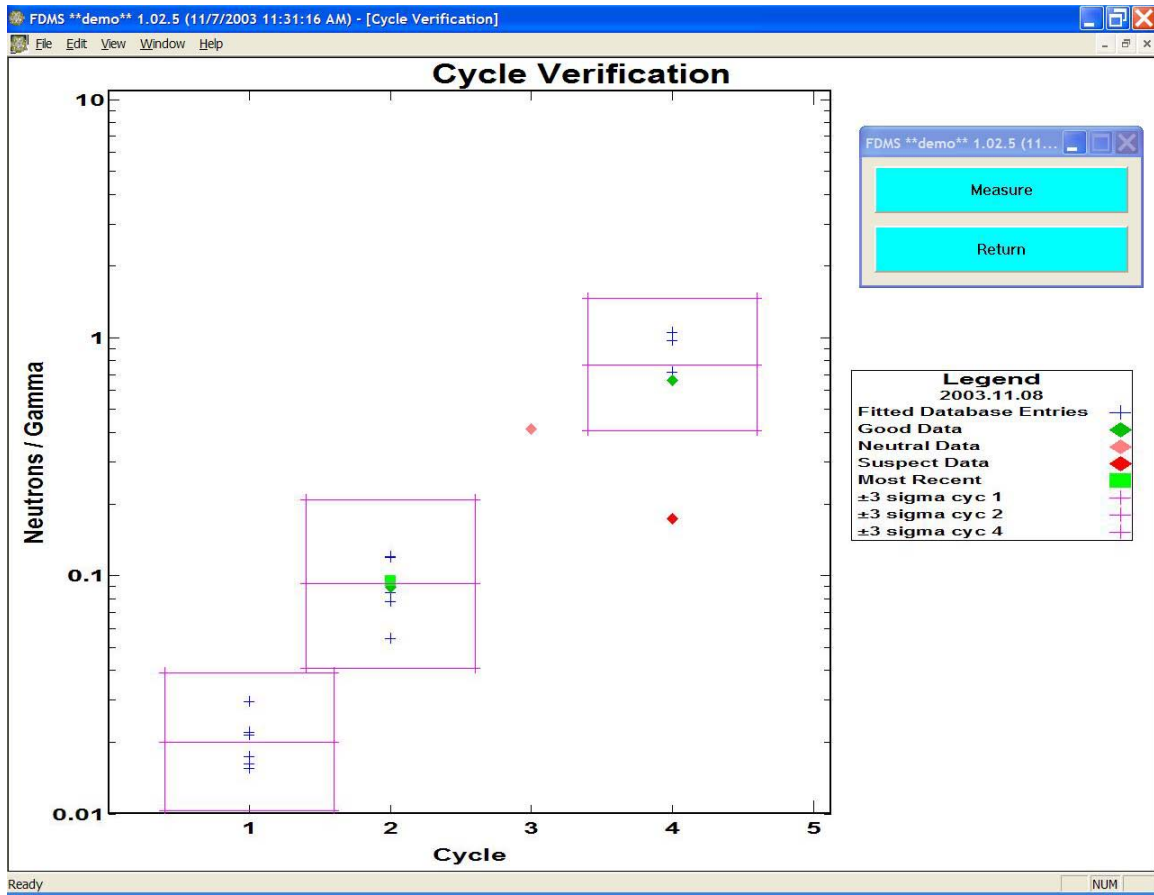 FDMS **demo** 1.02.5 (11/7/2003 11:31:16 AM) - [Cycle Verification]
File Edit View Window Help
Cycle Verification
10
1
0.1
0.01
Neutrons / Gamma
1 2 3 4 5
Cycle
FDMS **demo** 1.02.5 (11...
Measure
Return
Legend
2003.11.08
Fitted Database Entries
Good Data
Neutral Data
Suspect Data
Most Recent
±3 sigma cyc 1
±3 sigma cyc 2
±3 sigma cyc 4
Ready NUM